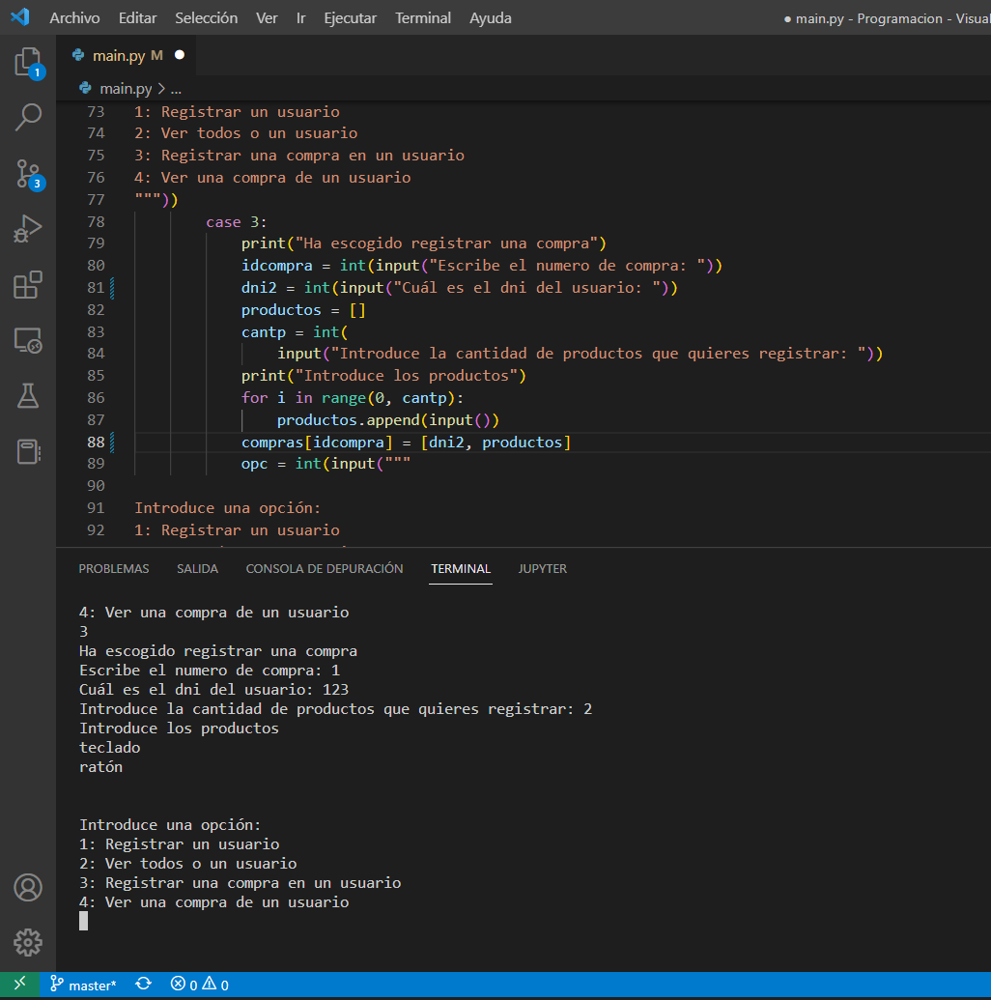 Archivo Editar Selección Ver Ir Ejecutar Terminal Ayuda ● main.py - Programacion - Visual
main.py M ●
1
main.py > ...
73 1: Registrar un usuario
74 2: Ver todos o un usuario
75 3: Registrar una compra en un usuario
76 4: Ver una compra de un usuario
77 """))
78 case 3:
79 print("Ha escogido registrar una compra")
80 idcompra = int(input("Escribe el numero de compra: "))
81 dni2 = int(input("Cuál es el dni del usuario: "))
82 productos = []
83 cantp = int(
84 input("Introduce la cantidad de productos que quieres registrar: "))
85 print("Introduce los productos")
86 for i in range(0, cantp):
87 productos.append(input())
88 compras[idcompra] = [dni2, productos]
89 opc = int(input("""
90
91 Introduce una opción:
92 1: Registrar un usuario
3
PROBLEMAS SALIDA CONSOLA DE DEPURACIÓN TERMINAL JUPYTER
4: Ver una compra de un usuario
3
Ha escogido registrar una compra
Escribe el numero de compra: 1
Cuál es el dni del usuario: 123
Introduce la cantidad de productos que quieres registrar: 2
Introduce los productos
teclado
ratón
Introduce una opción:
1: Registrar un usuario
2: Ver todos o un usuario
3: Registrar una compra en un usuario
4: Ver una compra de un usuario
master* 0 0